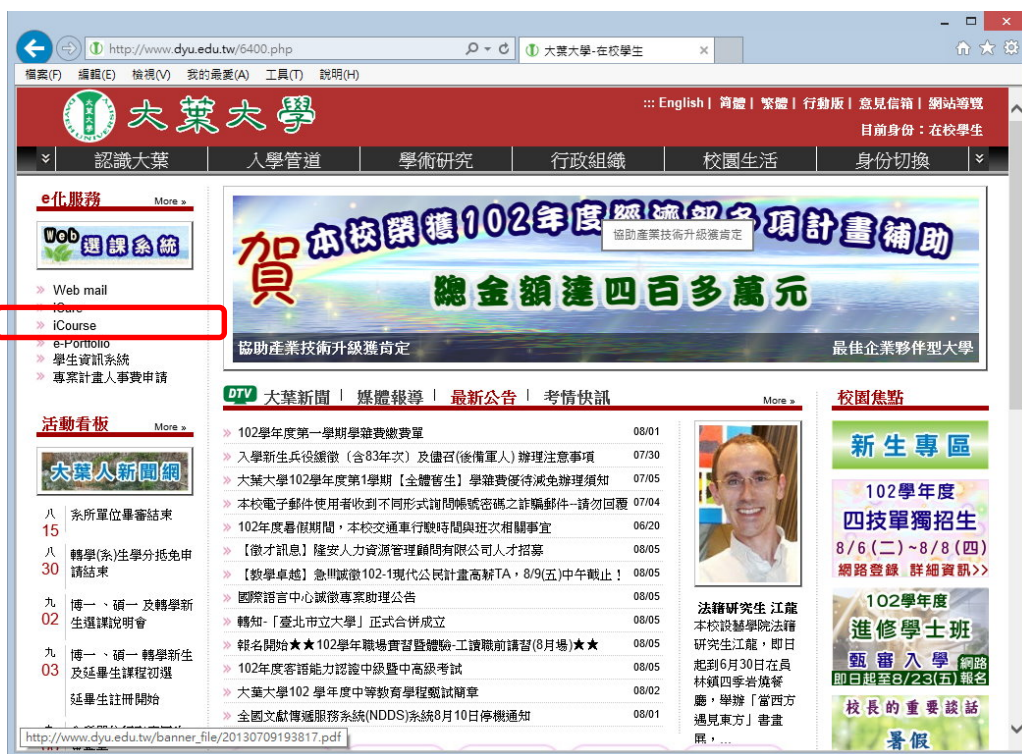 http://www.dyu.edu.tw/6400.php
大葉大學-在校學生
檔案(F) 編輯(E) 檢視(V) 我的最愛(A) 工具(T) 說明(H)
大葉大學
::: English | 簡體 | 繁體 | 行動版 | 意見信箱 | 網站導覽
目前身份：在校學生
認識大葉 入學管道 學術研究 行政組織 校園生活 身份切換
e化服務 More »
Web 選課系統
Web mail
iCare
iCourse
e-Portfolio
學生資訊系統
專案計畫人事費申請
賀
本校榮獲102年度經濟部多項計畫補助
協助產業技術升級獲肯定
總金額達四百多萬元
協助產業技術升級獲肯定 最佳企業夥伴型大學
活動看板 More »
大葉人新聞網
八 15 系所單位畢審結束
八 30 轉學(系)生學分抵免申
請結束
九 02 博一、碩一及轉學新
生選課說明會
九 03 博一、碩一轉學新生
及延畢生課程初選
延畢生註冊開始
DTV 大葉新聞 | 媒體報導 | 最新公告 | 考情快訊 More »
102學年度第一學期學雜費繳費單 08/01
入學新生兵役緩徵〔含83年次〕及儘召(後備軍人) 辦理注意事項 07/30
大葉大學102學年度第1學期【全體舊生】學雜費優待減免辦理須知 07/05
本校電子郵件使用者收到不同形式詢問帳號密碼之詐騙郵件--請勿回覆 07/04
102年度暑假期間，本校交通車行駛時間與班次相關事宜 06/20
【徵才訊息】隆安人力資源管理顧問有限公司人才招募 08/05
【教學卓越】急!!!誠徵102-1現代公民計畫高薪TA，8/9(五)中午截止！ 08/05
國際語言中心誠徵專案助理公告 08/05
轉知-「臺北市立大學」正式合併成立 08/05
報名開始★★102學年職場實習暨體驗-工讀職前講習(8月場)★★ 08/05
102年度客語能力認證中級暨中高級考試 08/05
大葉大學102 學年度中等教育學程甄試簡章 08/02
全國文獻傳遞服務系統(NDDS)系統8月10日停機通知 08/01
法籍研究生 江龍
本校設藝學院法籍
研究生江龍，即日
起到6月30日在員
林鎮四季岩燒餐
廳，舉辦「當西方
遇見東方」書畫
展，...
校園焦點
新生專區
102學年度
四技單獨招生
8/6(二)~8/8(四)
網路登錄 詳細資訊>>
102學年度
進修學士班
甄審入學 網路
即日起至8/23(五) 報名
校長的重要談話
暑假
http://www.dyu.edu.tw/banner_file/20130709193817.pdf